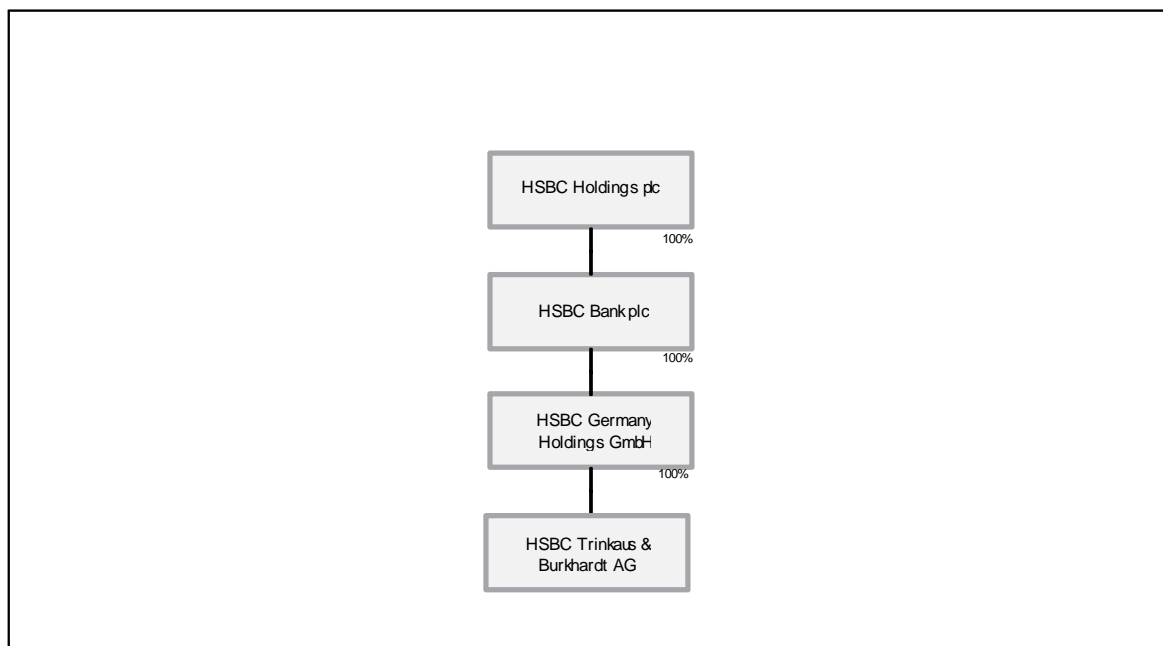 HSBC Holdings plc
100%
HSBC Bank plc
100%
HSBC Germany
Holdings GmbH
100%
HSBC Trinkaus &
Burkhardt AG